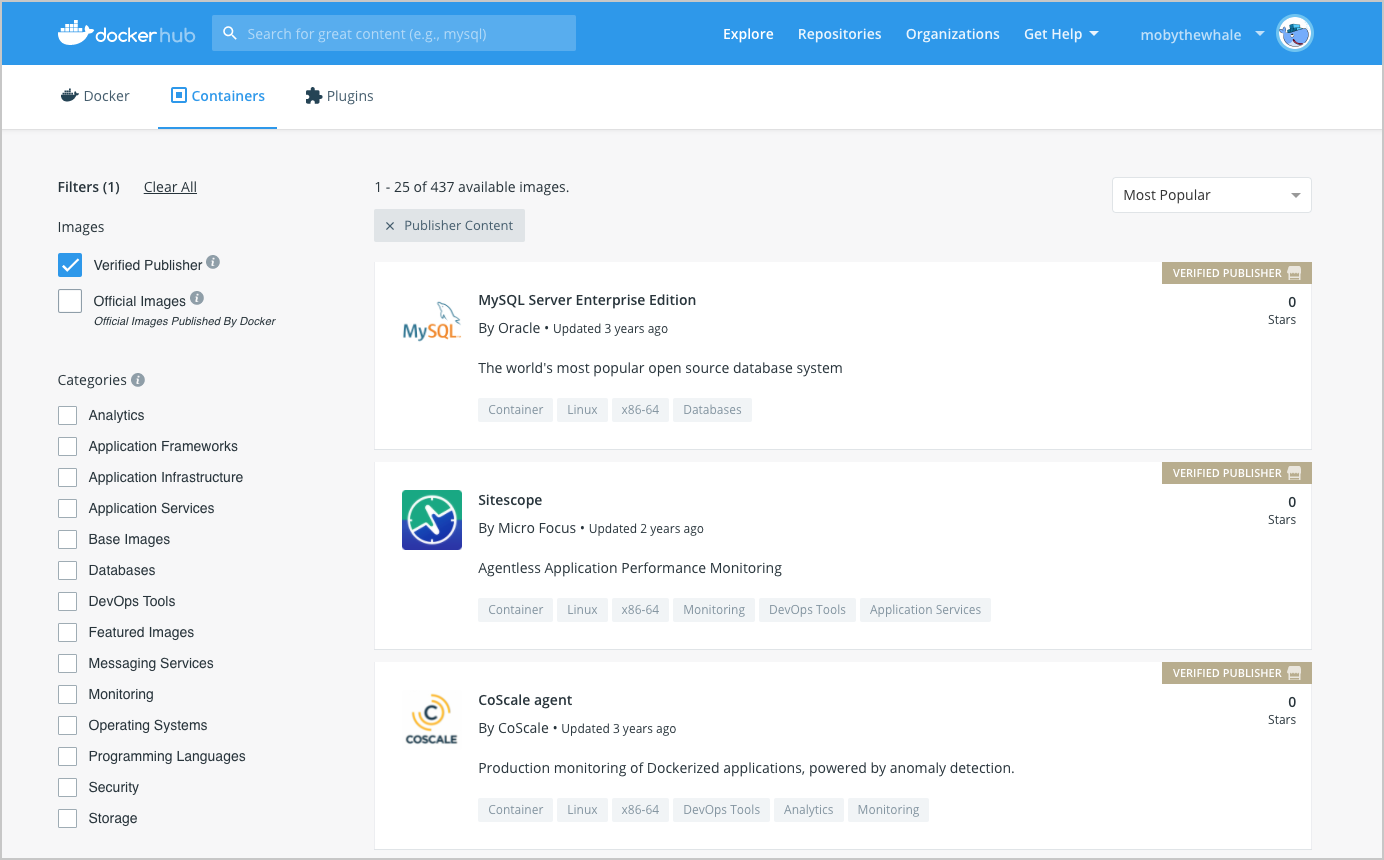 docker hub
Search for great content (e.g., mysql)
Explore
Repositories
Organizations
Get Help
mobythewhale
Docker
Containers
Plugins
Filters (1)
Clear All
Images
Verified Publisher
Official Images
Official Images Published By Docker
Categories
Analytics
Application Frameworks
Application Infrastructure
Application Services
Base Images
Databases
DevOps Tools
Featured Images
Messaging Services
Monitoring
Operating Systems
Programming Languages
Security
Storage
1 - 25 of 437 available images.
Most Popular
Publisher Content
VERIFIED PUBLISHER
MySQL
MySQL Server Enterprise Edition
By Oracle • Updated 3 years ago
0
Stars
The world's most popular open source database system
Container Linux x86-64 Databases
VERIFIED PUBLISHER
Sitescope
By Micro Focus • Updated 2 years ago
0
Stars
Agentless Application Performance Monitoring
Container Linux x86-64 Monitoring DevOps Tools Application Services
VERIFIED PUBLISHER
C
COSCALE
CoScale agent
By CoScale • Updated 3 years ago
0
Stars
Production monitoring of Dockerized applications, powered by anomaly detection.
Container Linux x86-64 DevOps Tools Analytics Monitoring